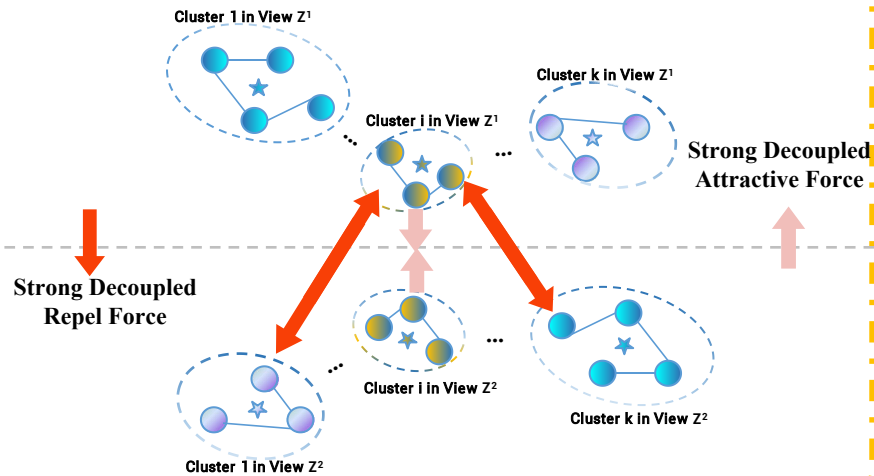 Cluster 1 in View Z¹
Cluster k in View Z¹
Cluster i in View Z¹
...
...
Strong Decoupled
Attractive Force
Strong Decoupled
Repel Force
...
...
Cluster i in View Z²
Cluster k in View Z²
Cluster 1 in View Z²